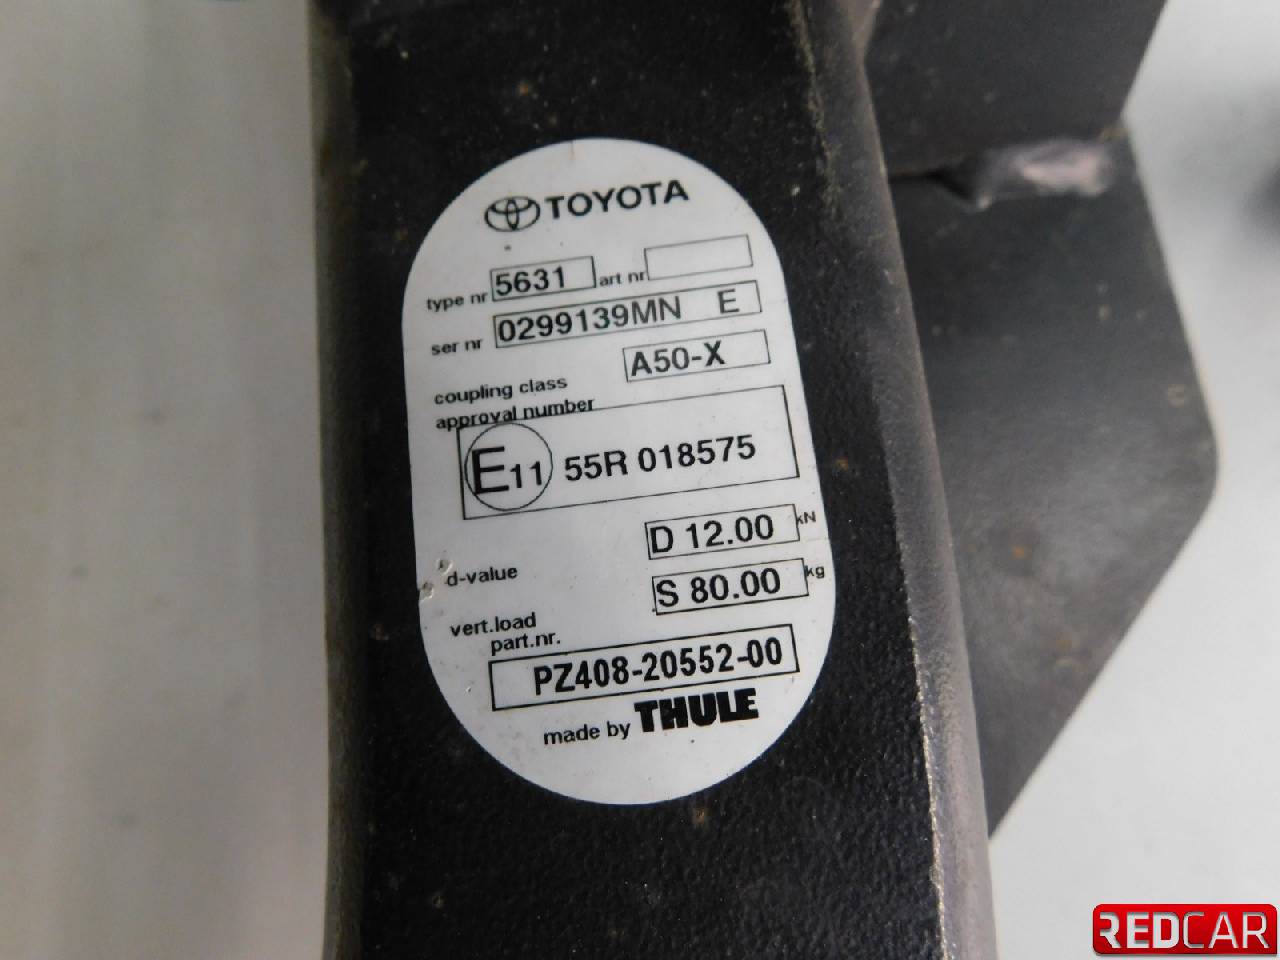 TOYOTA
type nr 5631 art nr
ser nr 0299139MN E
coupling class A50-X
approval number
E11 55R 018575
d-value D 12.00 kN
vert.load S 80.00 kg
part.nr.
PZ408-20552-00
made by THULE
REDCAR